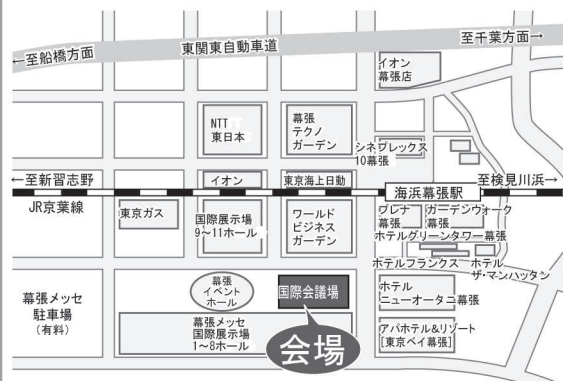 東関東自動車道
←至船橋方面
至千葉方面→
イオン
幕張店
NTT
東日本
幕張
テクノ
ガーデン
シネプレックス
10幕張
←至新習志野
イオン
東京海上日動
海浜幕張駅
至検見川浜→
JR京葉線
東京ガス
国際展示場
9〜11ホール
ワールド
ビジネス
ガーデン
プレナ
幕張
ガーデンウォーク
幕張
ホテルグリーンタワー幕張
ホテルフランクス
ホテル
ザ・マンハッタン
幕張
イベント
ホール
国際会議場
ホテル
ニューオータニ幕張
幕張メッセ
駐車場
(有料)
幕張メッセ
国際展示場
1〜8ホール
会場
アパホテル&リゾート
[東京ベイ幕張]